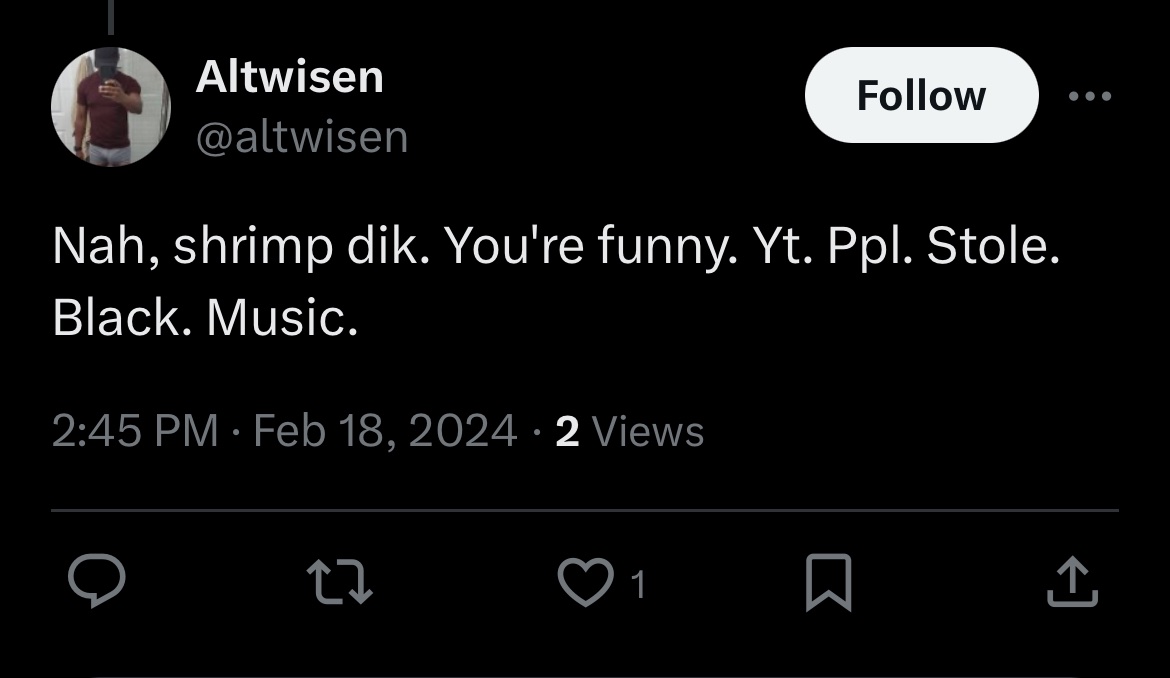 Altwisen
@altwisen
Follow
Nah, shrimp dik. You're funny. Yt. Ppl. Stole.
Black. Music.
2:45 PM · Feb 18, 2024 · 2 Views
1